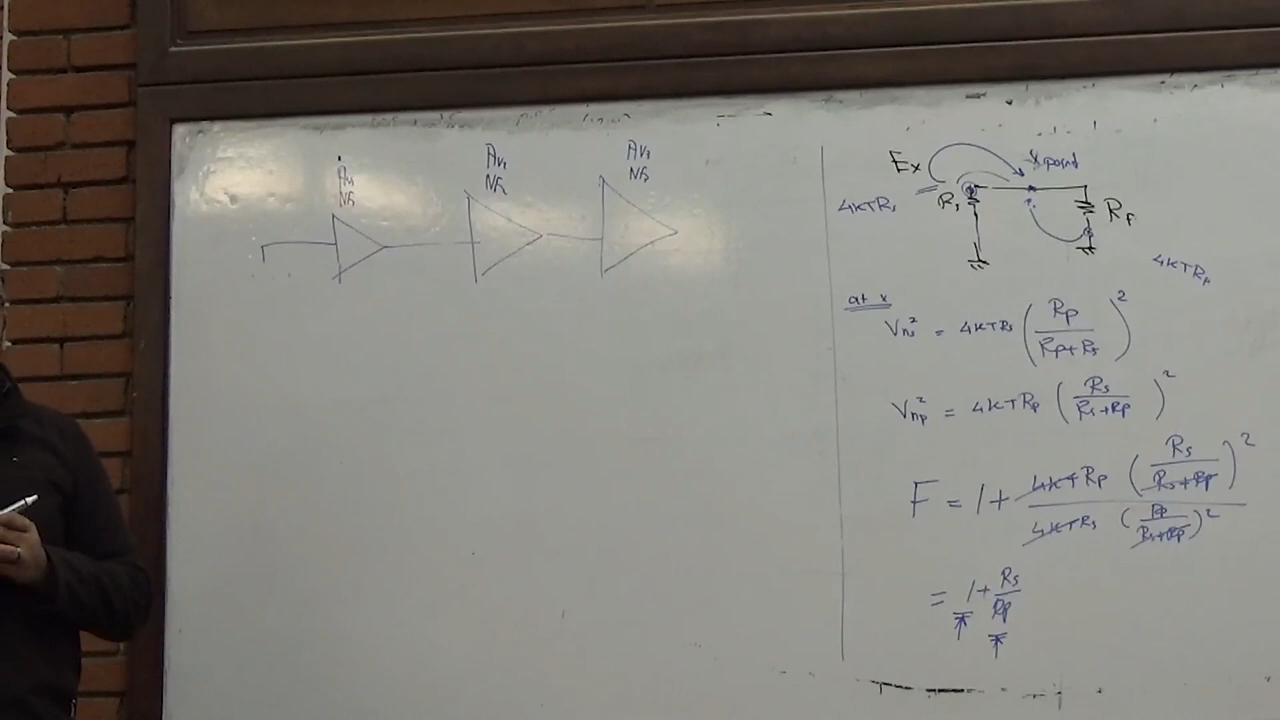 Av₁
NF₁
Av₂
NF₂
Av₃
NF₃
Ex
x point
4KTRs
Rs
Rp
4KTRp
at x
Vns² = 4KTRs (Rp / (Rp+Rs))²
Vnp² = 4KTRp (Rs / (Rs+Rp))²
F = 1 + 4KTRp (Rs / (Rs+Rp))² / 4KTRs (Rp / (Rs+Rp))²
= 1 + Rs / Rp